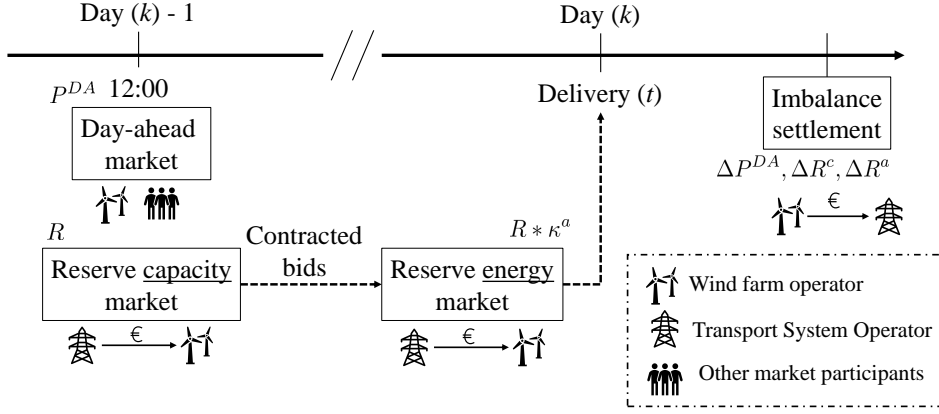 Day (k) - 1
Day (k)
P^{DA} 12:00
Delivery (t)
Day-ahead
market
Imbalance
settlement
ΔP^{DA}, ΔR^c, ΔR^a
€
R
Contracted
bids
R * κ^a
Reserve capacity
market
Reserve energy
market
€
€
Wind farm operator
Transport System Operator
Other market participants